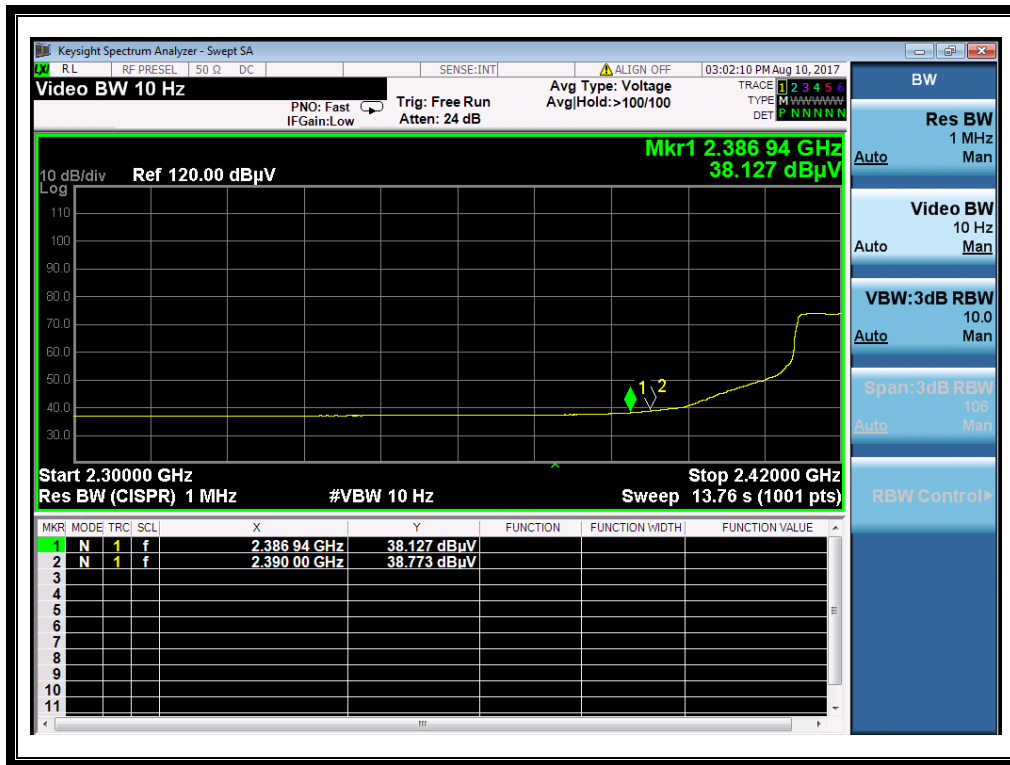 Keysight Spectrum Analyzer - Swept SA
LXI RL RF PRESEL 50 Ω DC SENSE:INT ALIGN OFF 03:02:10 PM Aug 10, 2017
Video BW 10 Hz
PNO: Fast
IFGain:Low
Trig: Free Run
Atten: 24 dB
Avg Type: Voltage
Avg|Hold:>100/100
TRACE 1 2 3 4 5 6
TYPE M WWWWW
DET P N N N N N
Mkr1 2.386 94 GHz
38.127 dBµV
10 dB/div Ref 120.00 dBµV
Log
110
100
90.0
80.0
70.0
60.0
50.0
40.0
30.0
1 2
Start 2.30000 GHz Stop 2.42000 GHz
Res BW (CISPR) 1 MHz #VBW 10 Hz Sweep 13.76 s (1001 pts)
MKR MODE TRC SCL X Y FUNCTION FUNCTION WIDTH FUNCTION VALUE
1 N 1 f 2.386 94 GHz 38.127 dBµV
2 N 1 f 2.390 00 GHz 38.773 dBµV
3
4
5
6
7
8
9
10
11
BW
Res BW
1 MHz
Auto Man
Video BW
10 Hz
Auto Man
VBW:3dB RBW
10.0
Auto Man
Span:3dB RBW
106
Auto Man
RBW Control